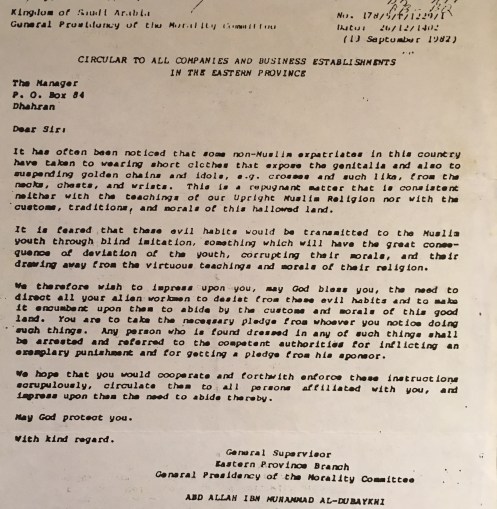 Kingdom of Saudi Arabia
General Presidency of the Morality Committee
No. 178/9/T/1229/1
Date: 26/12/1402
(13 September 1982)
CIRCULAR TO ALL COMPANIES AND BUSINESS ESTABLISHMENTS
IN THE EASTERN PROVINCE
The Manager
P. O. Box 84
Dhahran
Dear Sir:
It has often been noticed that some non-Muslim expatriates in this country
have taken to wearing short clothes that expose the genitalia and also to
suspending golden chains and idols, e.g. crosses and such like, from the
necks, chests, and wrists. This is a repugnant matter that is consistent
neither with the teachings of our Upright Muslim Religion nor with the
customs, traditions, and morals of this hallowed land.
It is feared that these evil habits would be transmitted to the Muslim
youth through blind imitation, something which will have the great conse-
quence of deviation of the youth, corrupting their morals, and their
drawing away from the virtuous teachings and morals of their religion.
We therefore wish to impress upon you, may God bless you, the need to
direct all your alien workmen to desist from these evil habits and to make
it encumbent upon them to abide by the customs and morals of this good
land. You are to take the necessary pledge from whoever you notice doing
such things. Any person who is found dressed in any of such things shall
be arrested and referred to the competent authorities for inflicting an
exemplary punishment and for getting a pledge from his sponsor.
We hope that you would cooperate and forthwith enforce these instructions
scrupulously, circulate them to all persons affiliated with you, and
impress upon them the need to abide thereby.
May God protect you.
With kind regard.
General Supervisor
Eastern Province Branch
General Presidency of the Morality Committee
ABD ALLAH IBN MUHAMMAD AL-DUBAYKHI